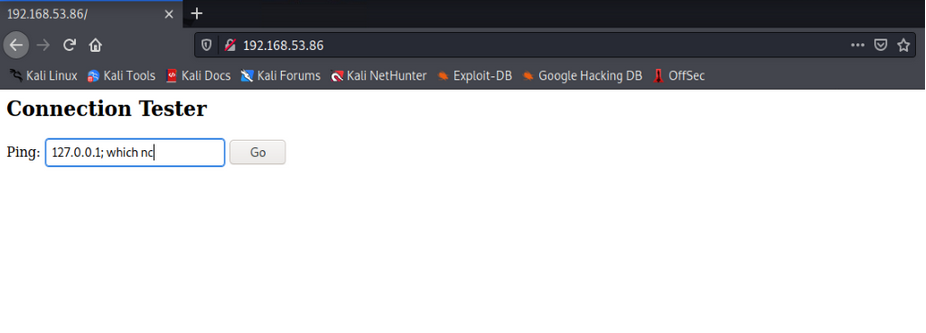 192.168.53.86/
192.168.53.86
Kali Linux Kali Tools Kali Docs Kali Forums Kali NetHunter Exploit-DB Google Hacking DB OffSec
Connection Tester
Ping: 127.0.0.1; which nc Go